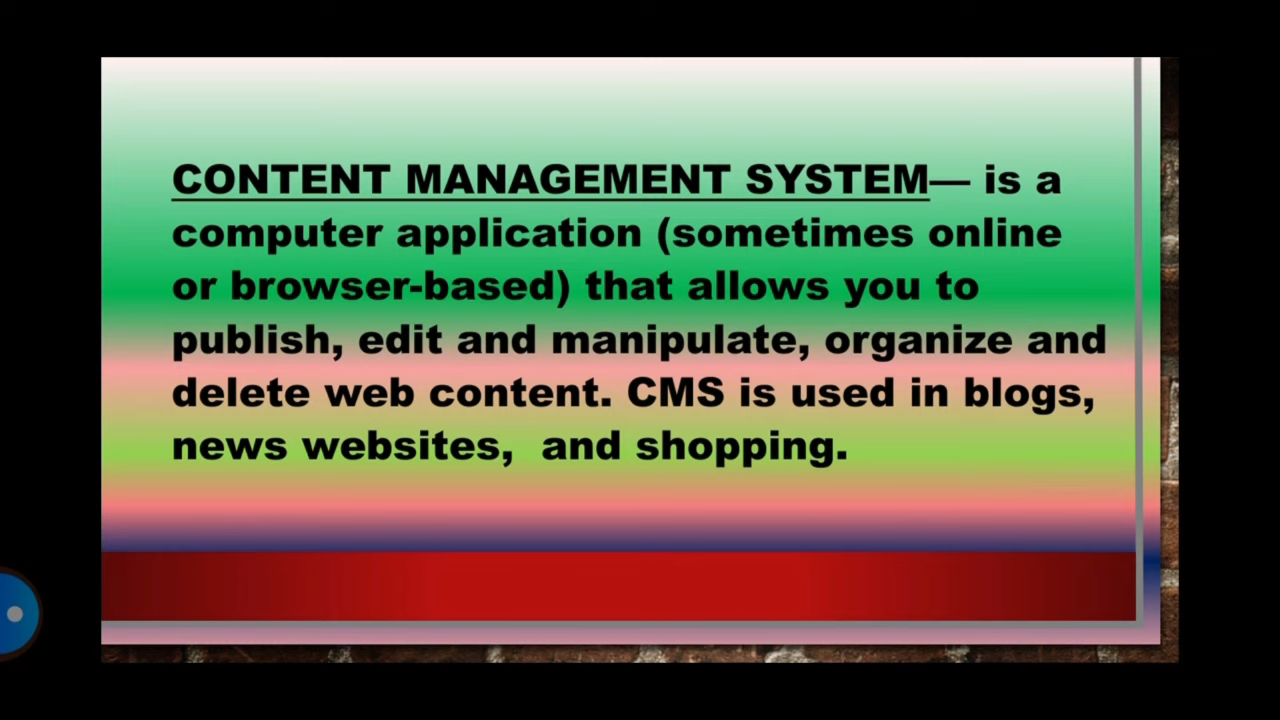 CONTENT MANAGEMENT SYSTEM— is a
computer application (sometimes online
or browser-based) that allows you to
publish, edit and manipulate, organize and
delete web content. CMS is used in blogs,
news websites,  and shopping.